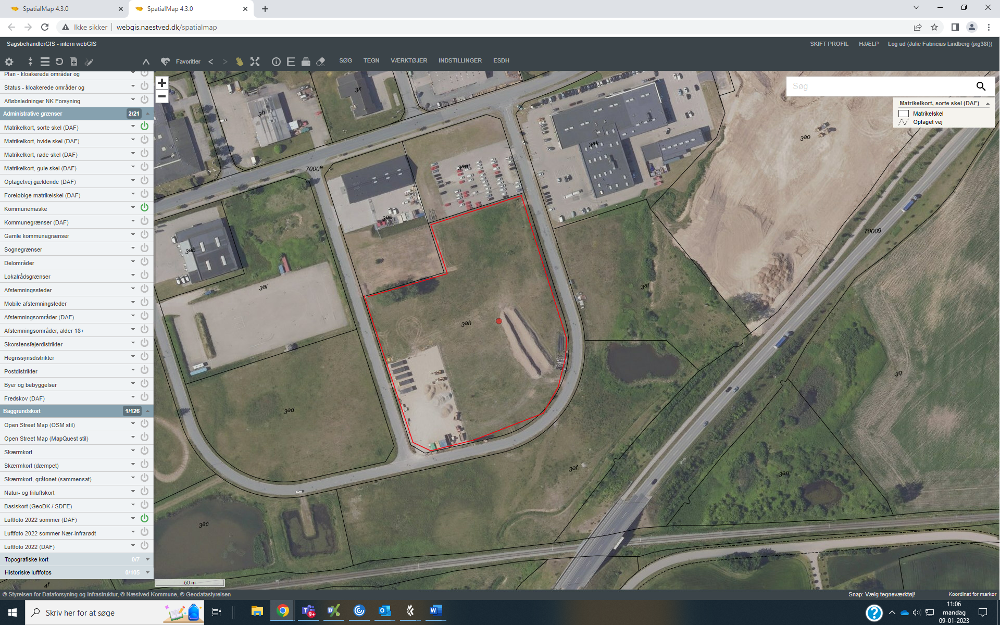 SpatialMap 4.3.0
SpatialMap 4.3.0
Ikke sikker
webgis.naestved.dk/spatialmap
SagsbehandlerGIS - intern webGIS
SKIFT PROFIL
HJÆLP
Log ud (Julie Fabricius Lindberg (jxg38f))
Favoritter
SØG
TEGN
VÆRKTØJER
INDSTILLINGER
ESDH
Plan - kloakerede områder og
Status - kloakerede områder og
Afløbsledninger NK Forsyning
Administrative grænser 2/21
Matrikelkort, sorte skel (DAF)
Matrikelkort, hvide skel (DAF)
Matrikelkort, røde skel (DAF)
Matrikelkort, gule skel (DAF)
Optagetvej gældende (DAF)
Foreløbige matrikelskel (DAF)
Kommunemaske
Kommunegrænser (DAF)
Gamle kommunegrænser
Sognegrænser
Delområder
Lokalrådsgrænser
Afstemningssteder
Mobile afstemningsteder
Afstemningsområder (DAF)
Afstemningsområder, alder 18+
Skorstensfejerdistrikter
Hegnssynsdistrikter
Postdistrikter
Byer og bebyggelser
Fredskov (DAF)
Baggrundskort 1/126
Open Street Map (OSM stil)
Open Street Map (MapQuest stil)
Skærmkort
Skærmkort (dæmpet)
Skærmkort, gråtonet (sammensat)
Natur- og friluftskort
Basiskort (GeoDK / SDFE)
Luftfoto 2022 sommer (DAF)
Luftfoto 2022 sommer Nær-infrarødt
Luftfoto 2022 (DAF)
Topografiske kort 0/7
Historiske luftfotos 0/105
Søg
Matrikelkort, sorte skel (DAF)
Matrikelskel
Optaget vej
3x
3h
3ao
3ak
7000e
3ag
3ae
7000g
3ab
3ai
3al
3ah
3q
3ad
3af
3an
3ac
4f
50 m
© Styrelsen for Dataforsyning og Infrastruktur, © Næstved Kommune, © Geodatastyrelsen
Snap: Vælg tegneværktøj!
Koordinat for markør
Skriv her for at søge
9+
11:06
mandag
09-01-2023